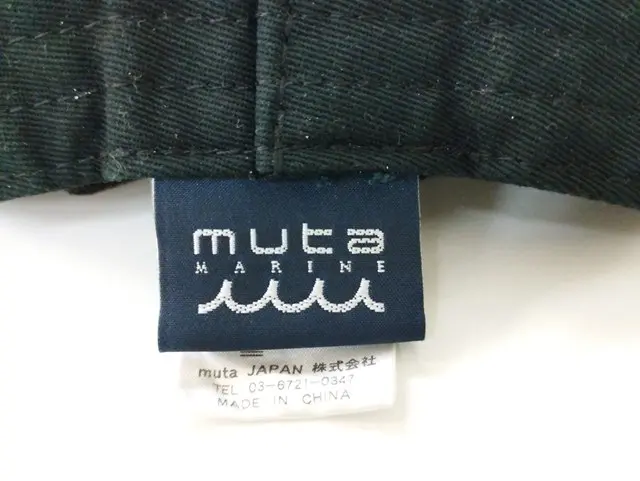 muta
MARINE
muta JAPAN 株式会社
TEL 03-6721-0347
MADE IN CHINA